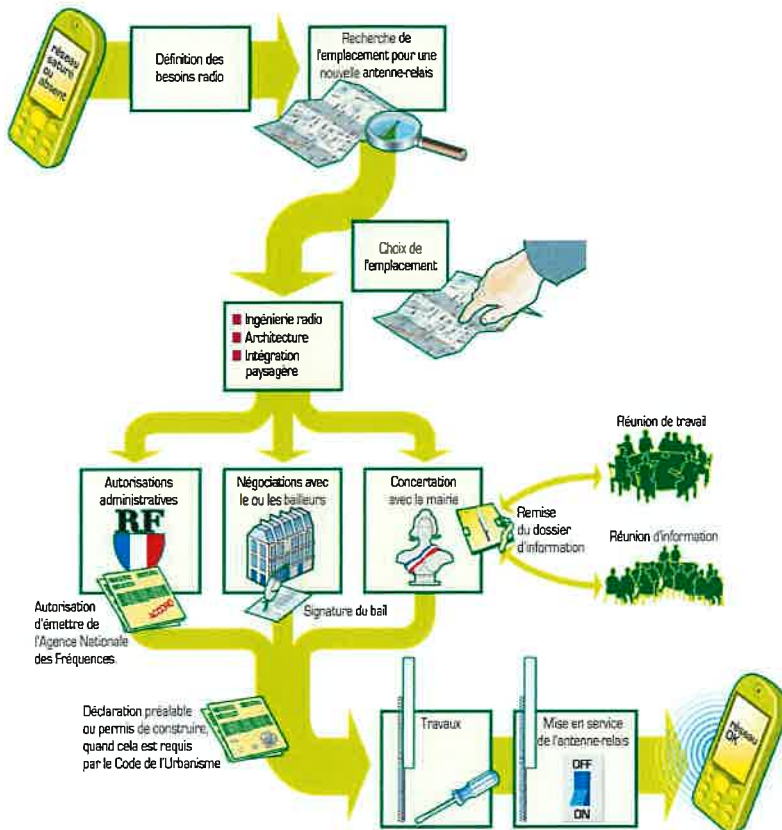 réseau
saturé
ou
absent
Définition des
besoins radio
Recherche de
l'emplacement pour une
nouvelle antenne-relais
Choix de
l'emplacement
Ingénierie radio
Architecture
Intégration
paysagère
Autorisations
administratives
RF
ACCORD
Autorisation
d'émettre de
l'Agence Nationale
des Fréquences
Négociations avec
le ou les bailleurs
Signature du bail
Concertation
avec la mairie
Remise
du dossier
d'information
Réunion de travail
Réunion d'information
Déclaration préalable
ou permis de construire,
quand cela est requis
par le Code de l'Urbanisme
Travaux
Mise en service
de l'antenne-relais
OFF
ON
réseau
OK